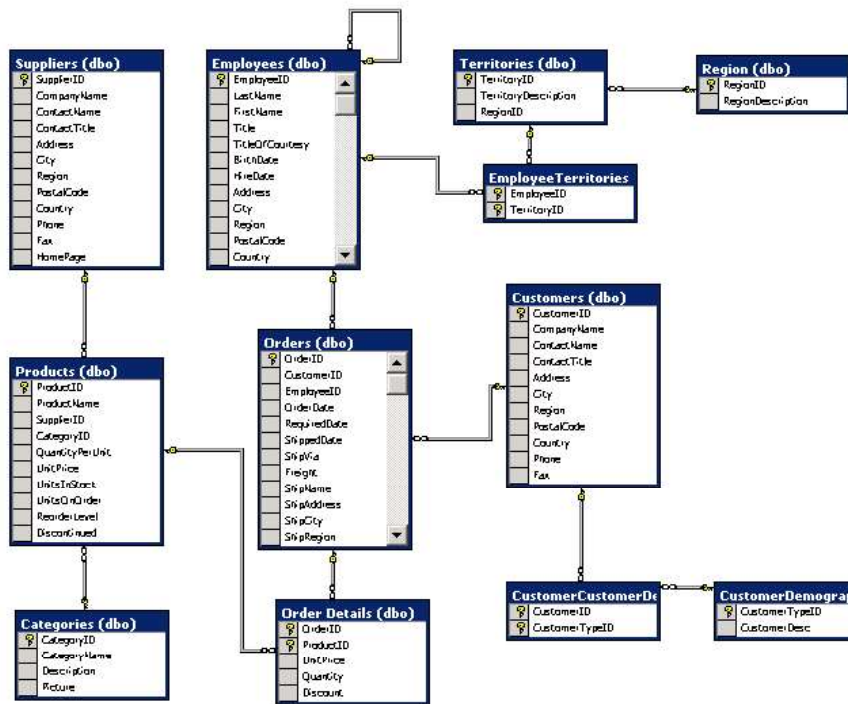 Suppliers (dbo)
SupplierID
CompanyName
ContactName
ContactTitle
Address
City
Region
PostalCode
Country
Phone
Fax
HomePage
Employees (dbo)
EmployeeID
LastName
FirstName
Title
TitleOfCourtesy
BirthDate
HireDate
Address
City
Region
PostalCode
Country
Territories (dbo)
TerritoryID
TerritoryDescription
RegionID
Region (dbo)
RegionID
RegionDescription
EmployeeTerritories
EmployeeID
TerritoryID
Products (dbo)
ProductID
ProductName
SupplierID
CategoryID
QuantityPerUnit
UnitPrice
UnitsInStock
UnitsOnOrder
ReorderLevel
Discontinued
Orders (dbo)
OrderID
CustomerID
EmployeeID
OrderDate
RequiredDate
ShippedDate
ShipVia
Freight
ShipName
ShipAddress
ShipCity
ShipRegion
Customers (dbo)
CustomerID
CompanyName
ContactName
ContactTitle
Address
City
Region
PostalCode
Country
Phone
Fax
Categories (dbo)
CategoryID
CategoryName
Description
Picture
Order Details (dbo)
OrderID
ProductID
UnitPrice
Quantity
Discount
CustomerCustomerDe
CustomerID
CustomerTypeID
CustomerDemograp
CustomerTypeID
CustomerDesc